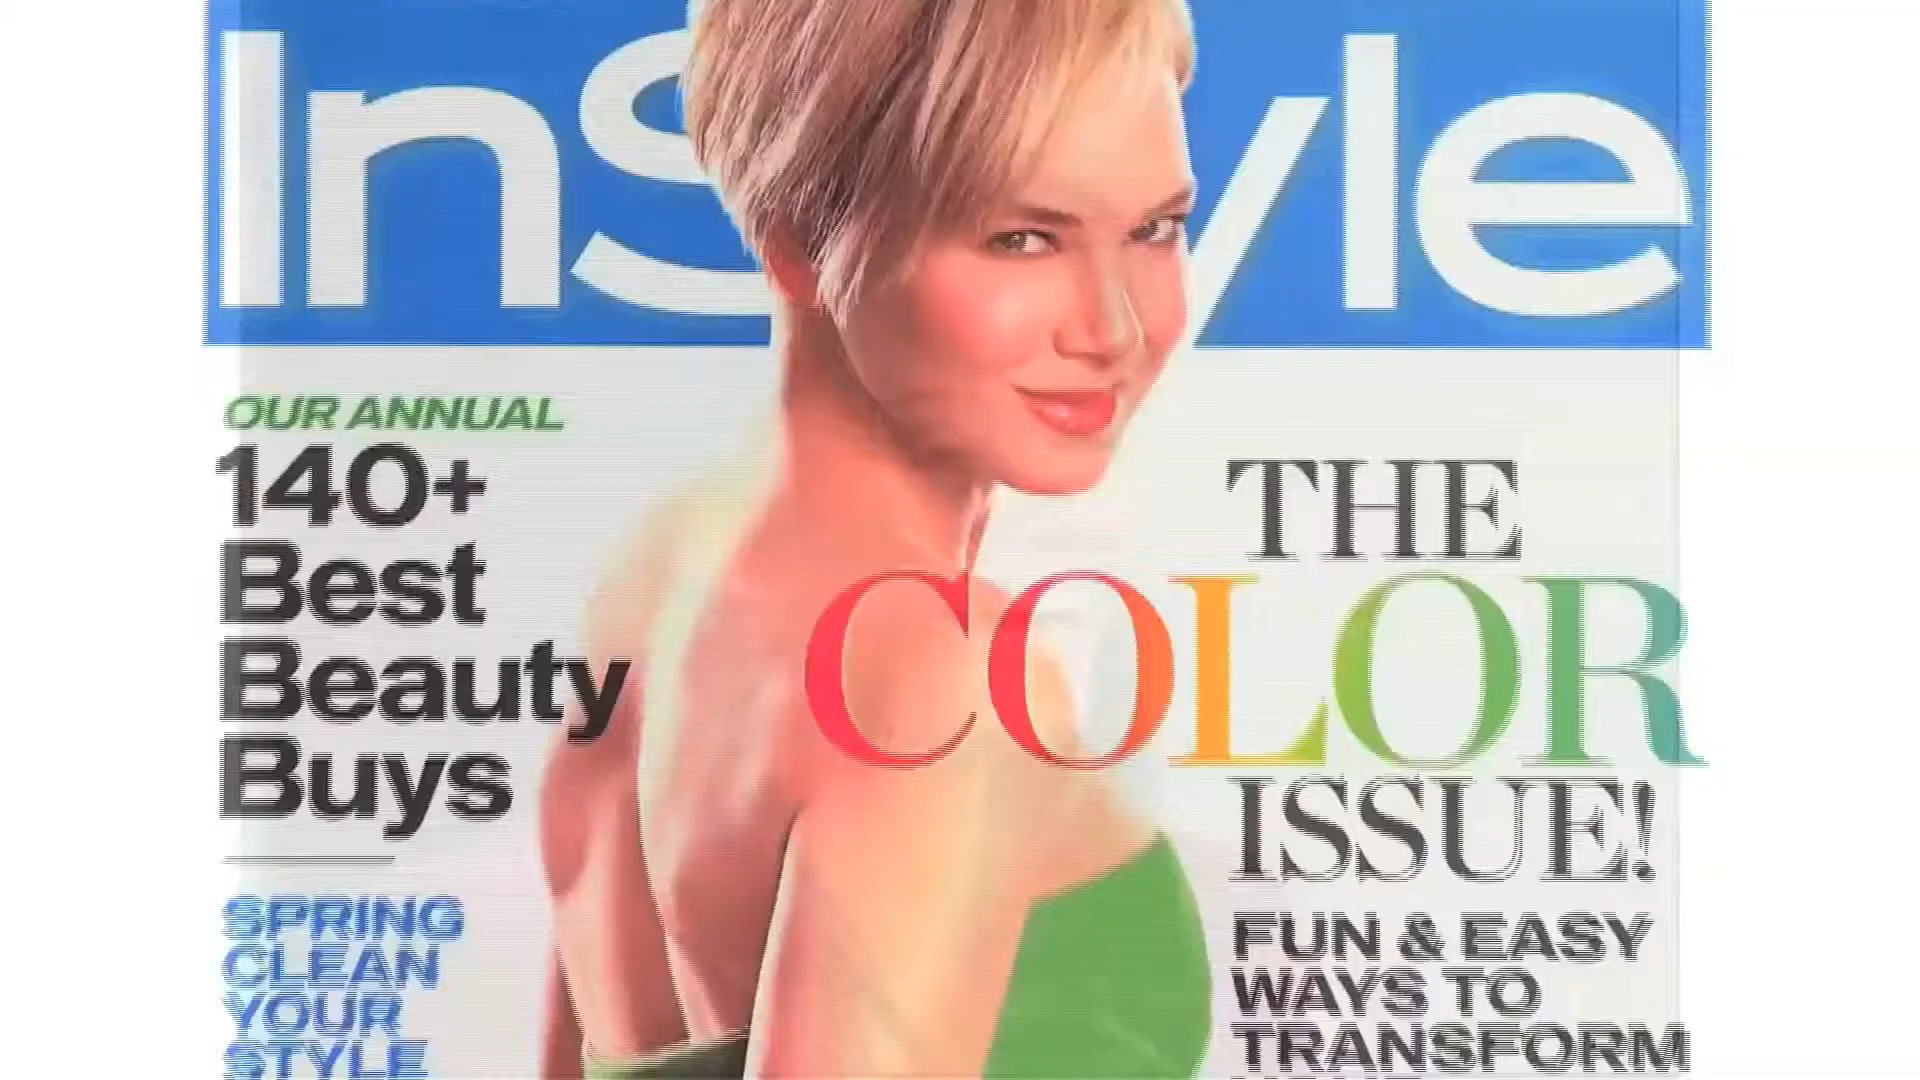 InStyle
OUR ANNUAL
140+
Best
Beauty
Buys
SPRING
CLEAN
YOUR
STYLE
THE
COLOR
ISSUE!
FUN & EASY
WAYS TO
TRANSFORM